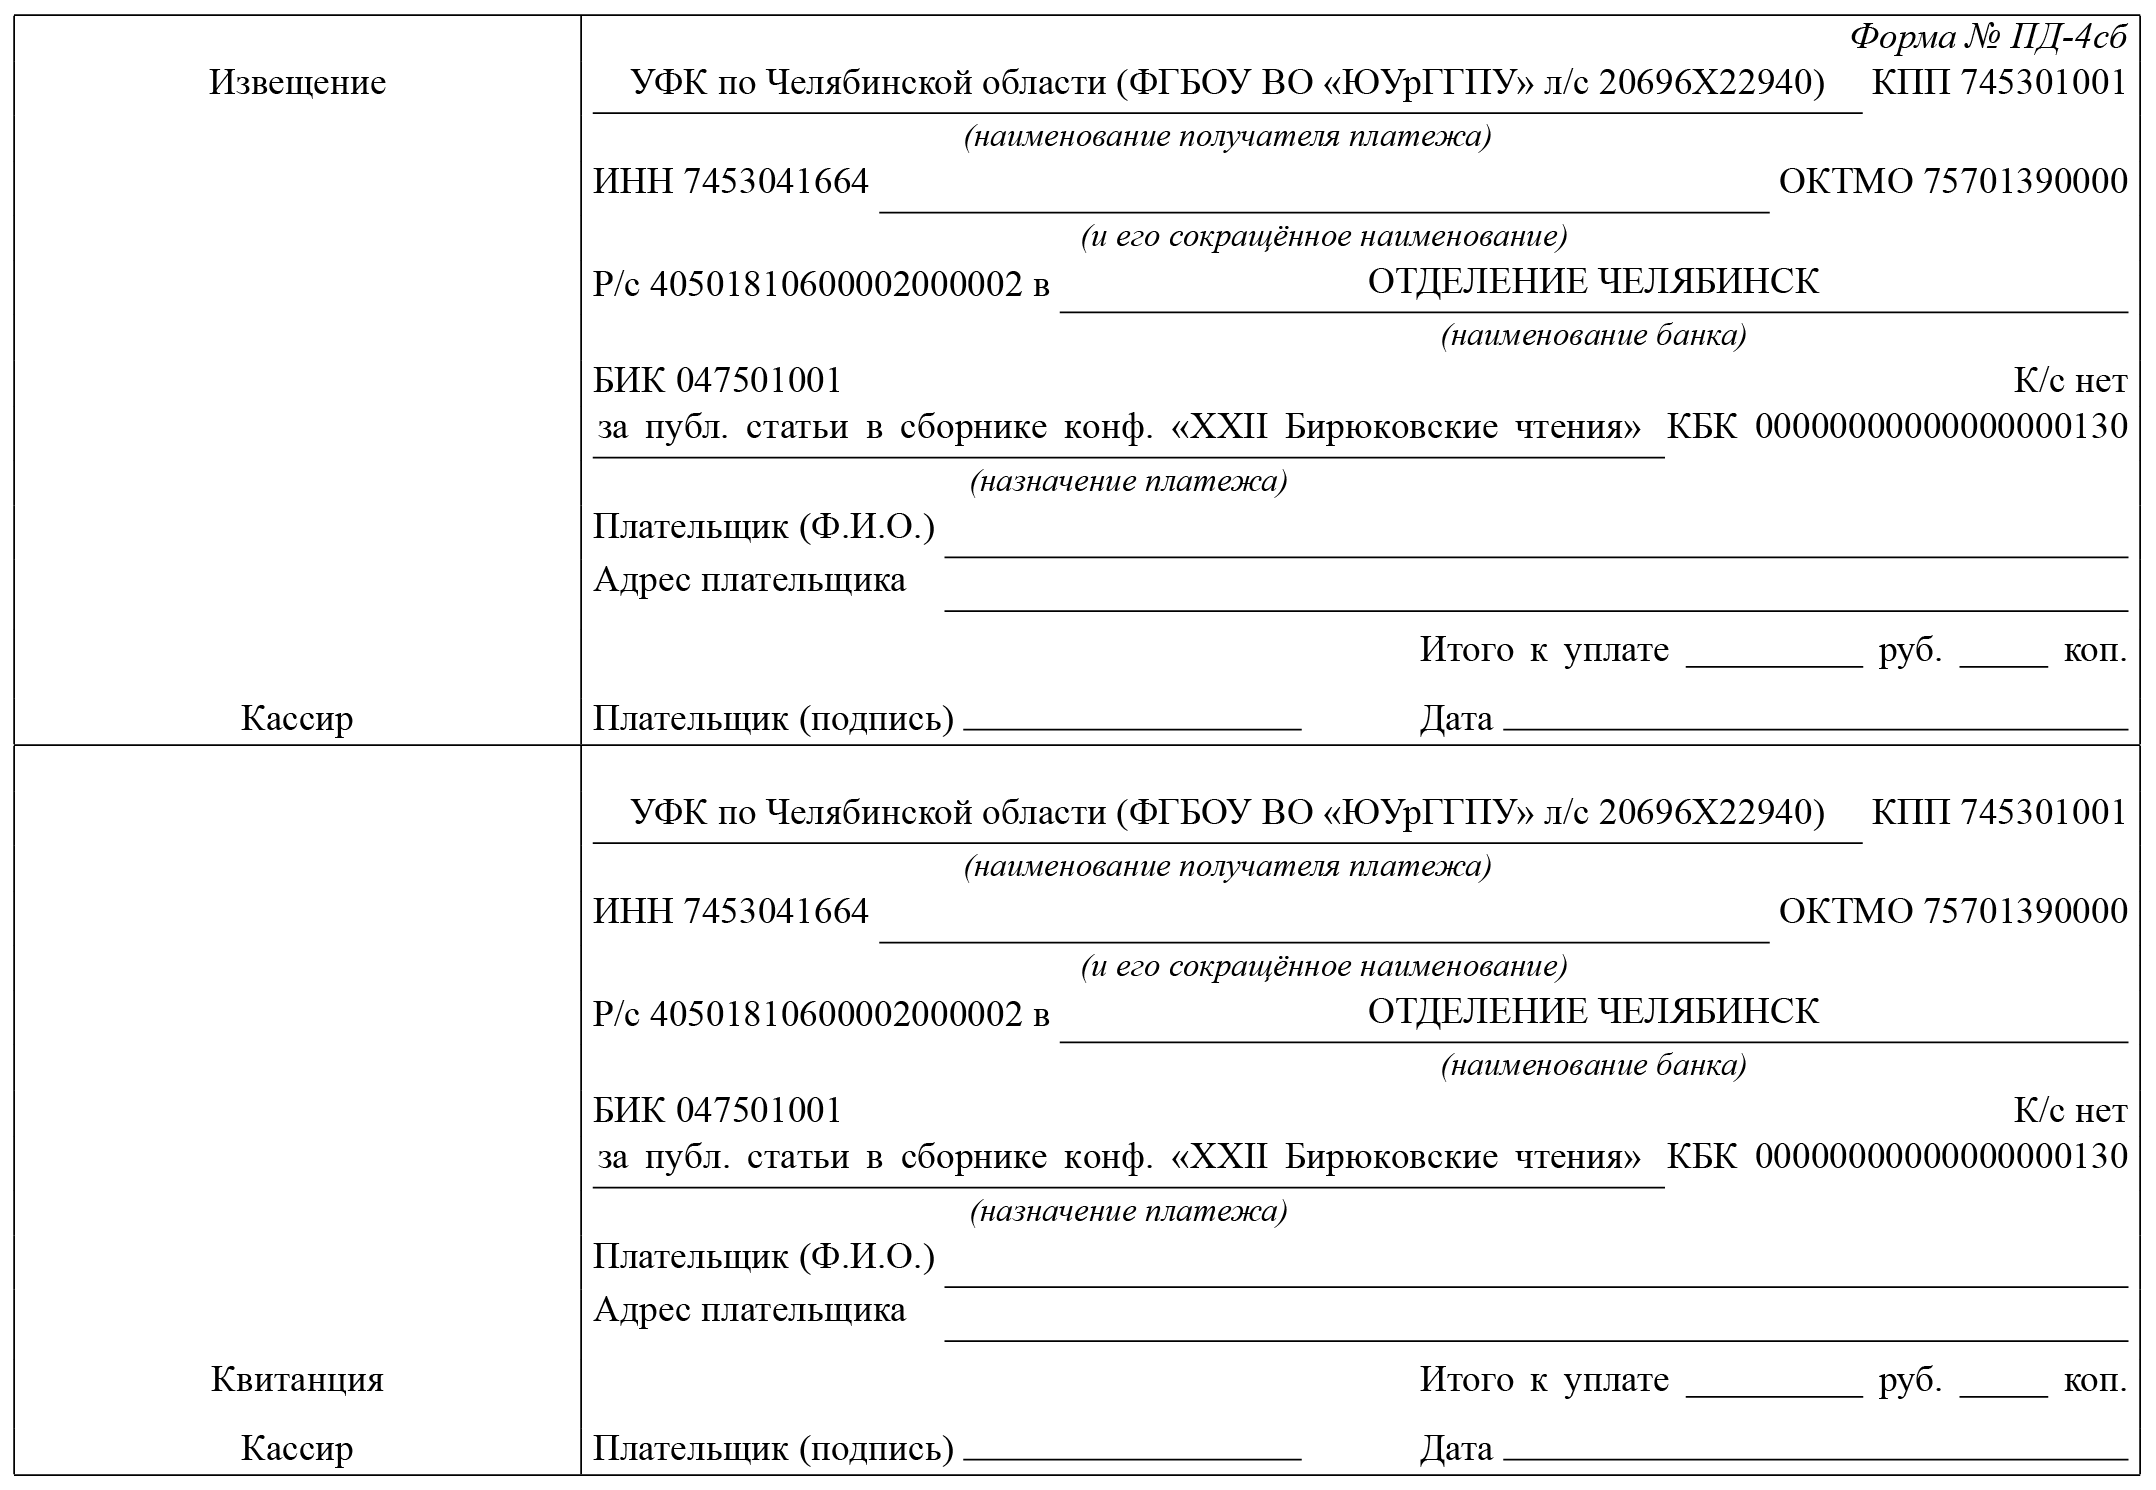 Форма № ПД-4сб
Извещение
УФК по Челябинской области (ФГБОУ ВО «ЮУрГГПУ» л/с 20696Х22940) КПП 745301001
(наименование получателя платежа)
ИНН 7453041664 ОКТМО 75701390000
(и его сокращённое наименование)
Р/с 40501810600002000002 в ОТДЕЛЕНИЕ ЧЕЛЯБИНСК
(наименование банка)
БИК 047501001 К/с нет
за публ. статьи в сборнике конф. «XXII Бирюковские чтения» КБК 00000000000000000130
(назначение платежа)
Плательщик (Ф.И.О.)
Адрес плательщика
Итого к уплате руб. коп.
Кассир Плательщик (подпись) Дата
УФК по Челябинской области (ФГБОУ ВО «ЮУрГГПУ» л/с 20696Х22940) КПП 745301001
(наименование получателя платежа)
ИНН 7453041664 ОКТМО 75701390000
(и его сокращённое наименование)
Р/с 40501810600002000002 в ОТДЕЛЕНИЕ ЧЕЛЯБИНСК
(наименование банка)
БИК 047501001 К/с нет
за публ. статьи в сборнике конф. «XXII Бирюковские чтения» КБК 00000000000000000130
(назначение платежа)
Плательщик (Ф.И.О.)
Адрес плательщика
Квитанция Итого к уплате руб. коп.
Кассир Плательщик (подпись) Дата